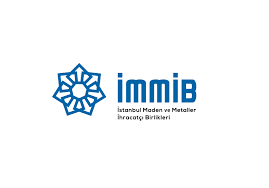 immiB
İstanbul Maden ve Metaller
İhracatçı Birlikleri